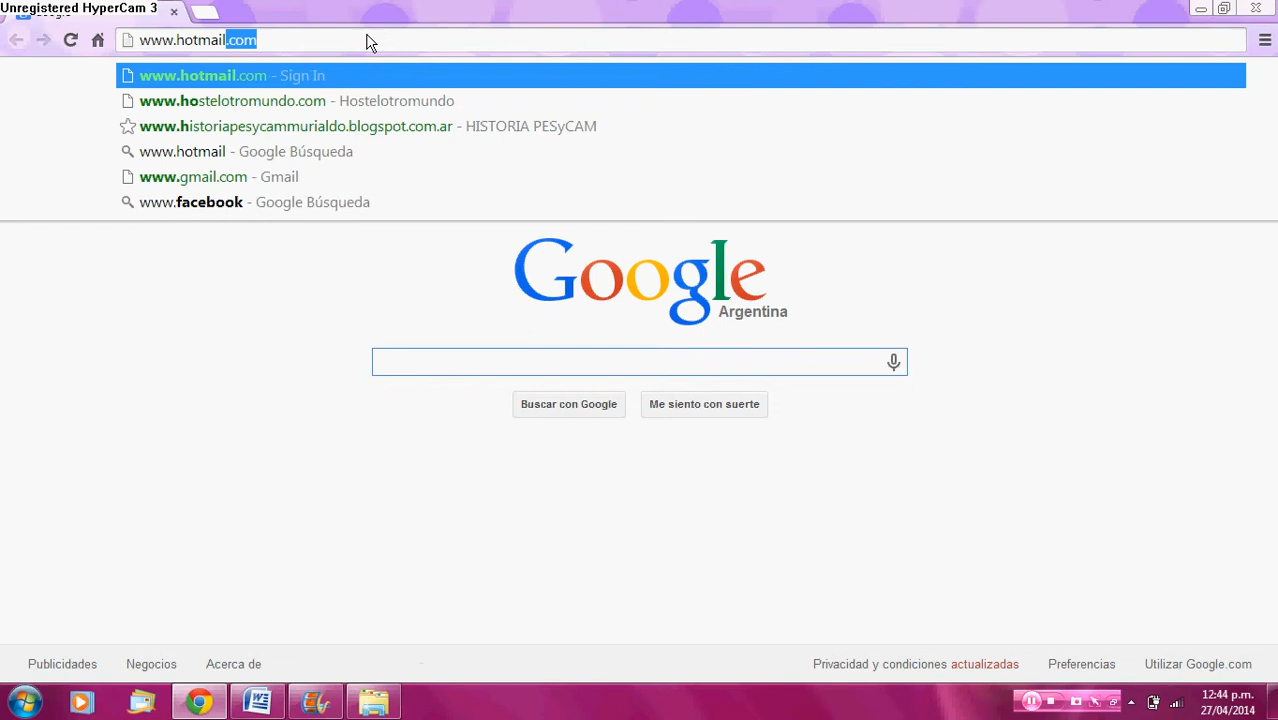 Unregistered HyperCam 3
www.hotmail.com
www.hotmail.com - Sign In
www.hostelotromundo.com - Hostelotromundo
www.historiapesycammurialdo.blogspot.com.ar - HISTORIA PESyCAM
www.hotmail - Google Búsqueda
www.gmail.com - Gmail
www.facebook - Google Búsqueda
Google
Argentina
Buscar con Google Me siento con suerte
Publicidades Negocios Acerca de Privacidad y condiciones actualizadas Preferencias Utilizar Google.com
12:44 p.m.
27/04/2014